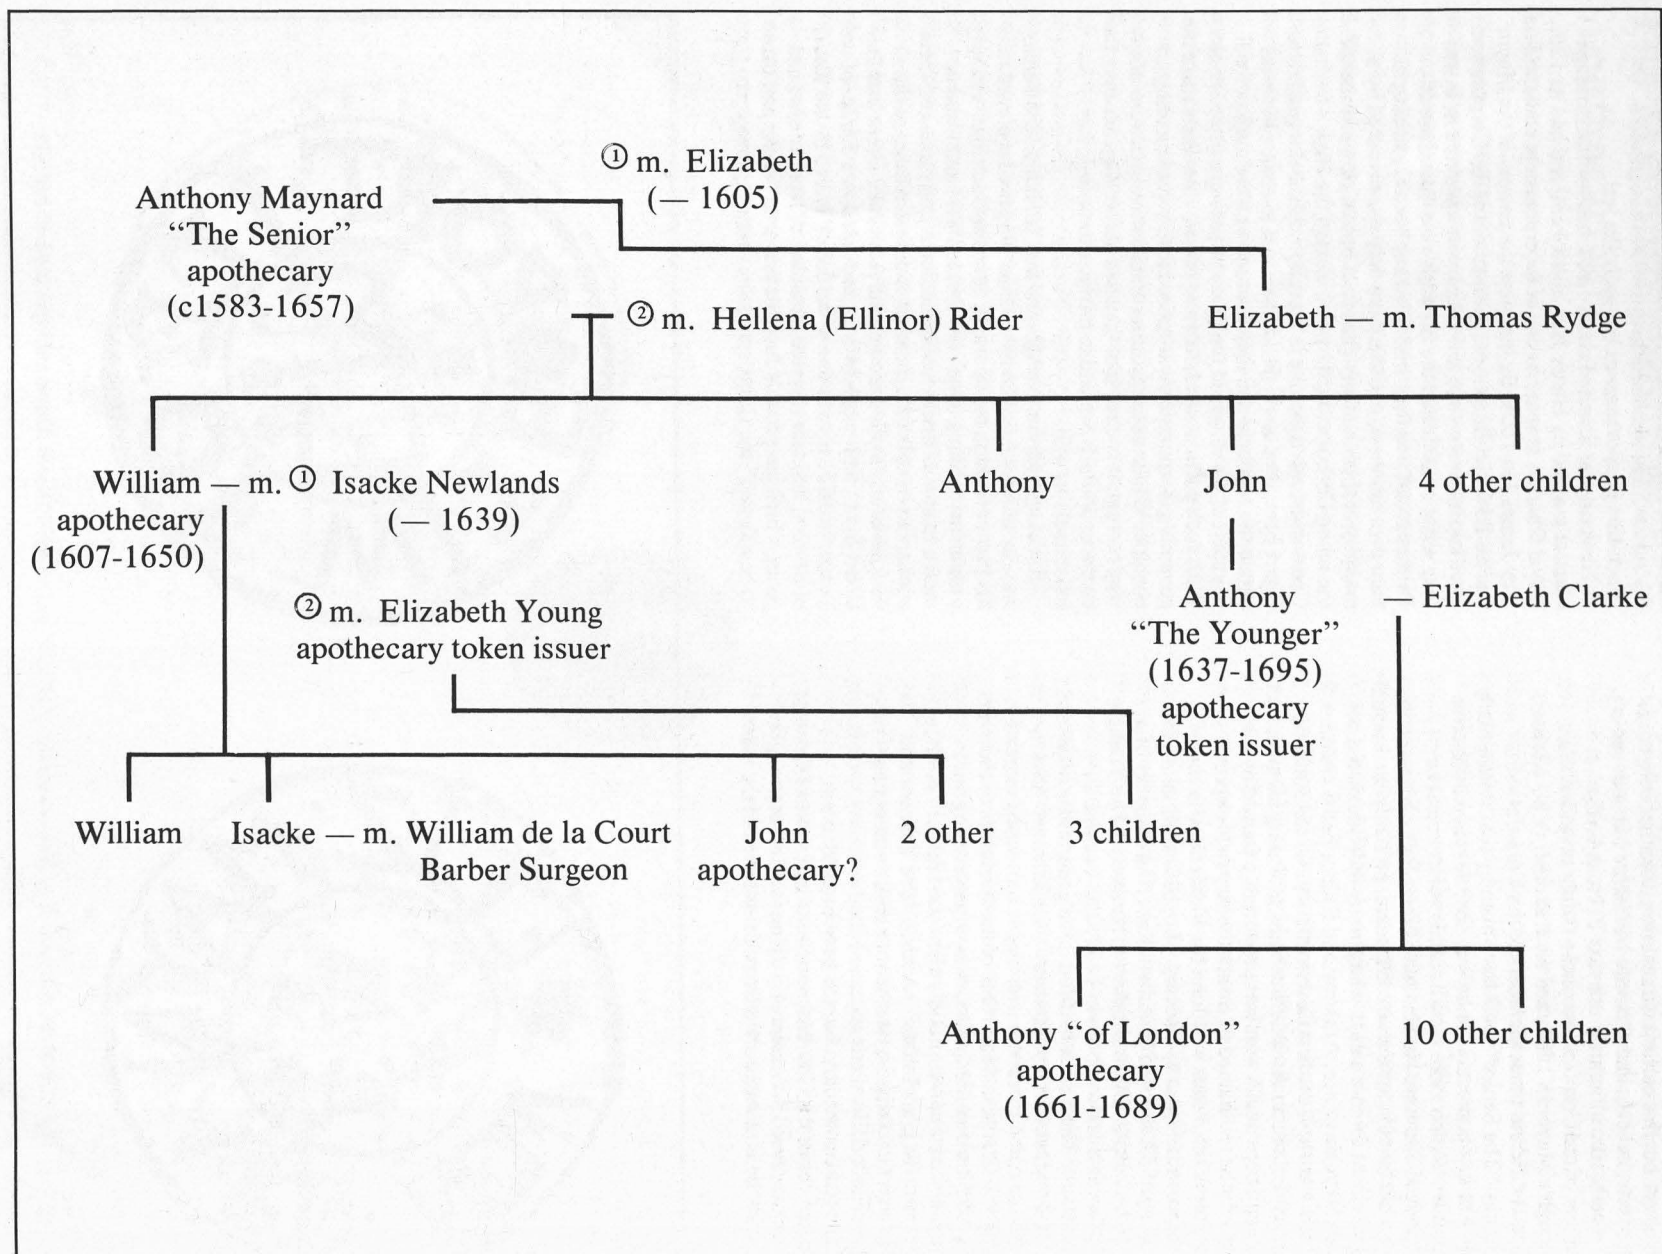 ① m. Elizabeth
(— 1605)
Anthony Maynard
“The Senior”
apothecary
(c1583-1657)
② m. Hellena (Ellinor) Rider
Elizabeth — m. Thomas Rydge
William — m. ① Isacke Newlands
apothecary (— 1639)
(1607-1650)
Anthony
John
4 other children
② m. Elizabeth Young
apothecary token issuer
Anthony — Elizabeth Clarke
“The Younger”
(1637-1695)
apothecary
token issuer
William
Isacke — m. William de la Court
Barber Surgeon
John
apothecary?
2 other
3 children
Anthony “of London”
apothecary
(1661-1689)
10 other children